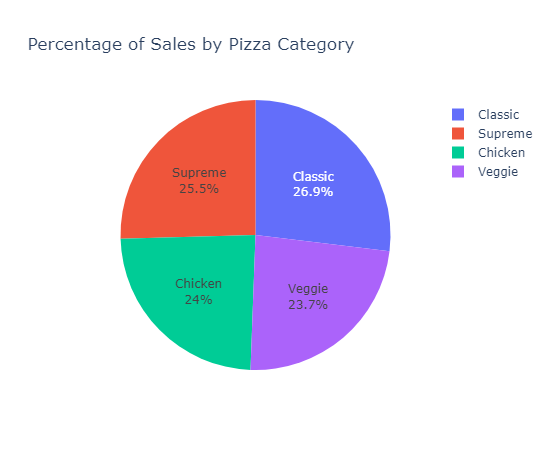 Percentage of Sales by Pizza Category
Classic
Supreme
Chicken
Veggie
Supreme
25.5%
Classic
26.9%
Chicken
24%
Veggie
23.7%